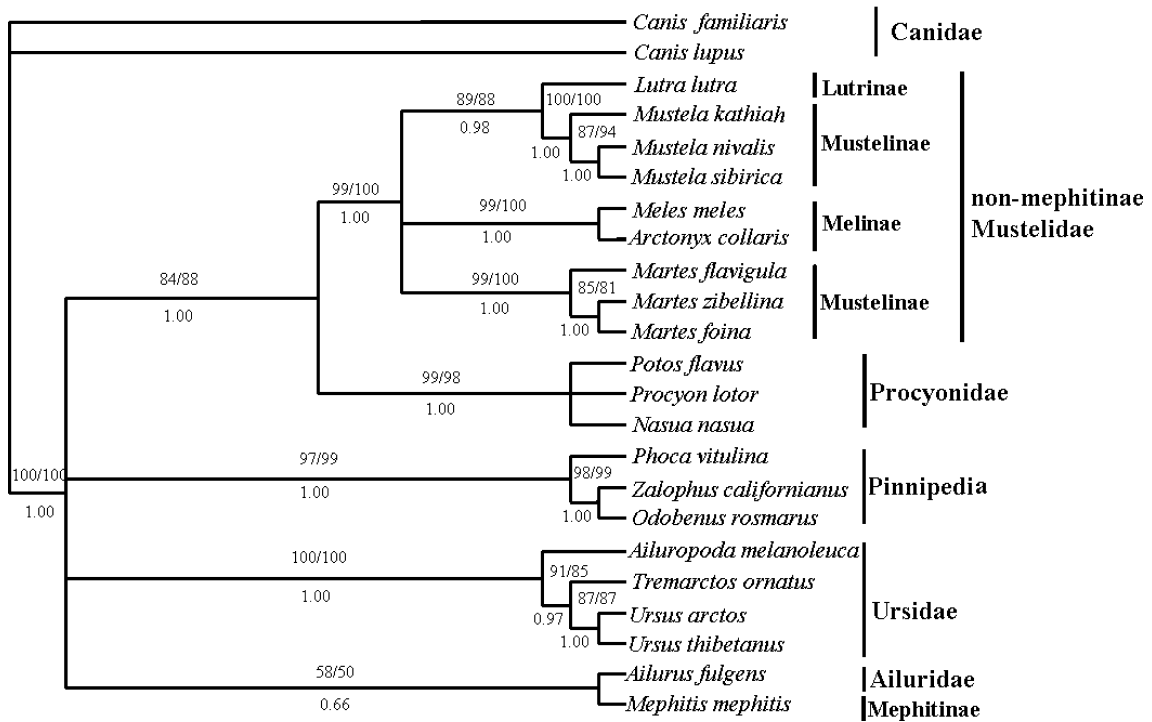 Canis familiaris
Canidae
Canis lupus
Lutra lutra
Lutrinae
89/88
100/100
0.98
Mustela kathiah
87/94
1.00
Mustela nivalis
Mustelinae
1.00
Mustela sibirica
99/100
1.00
non-mephitinae
Mustelidae
99/100
Meles meles
Melinae
1.00
Arctonyx collaris
99/100
Martes flavigula
85/81
1.00
Martes zibellina
Mustelinae
1.00
Martes foina
84/88
1.00
Potos flavus
99/98
Procyon lotor
Procyonidae
1.00
Nasua nasua
97/99
Phoca vitulina
98/99
100/100
1.00
Zalophus californianus
Pinnipedia
1.00
1.00
Odobenus rosmarus
100/100
Ailuropoda melanoleuca
91/85
1.00
Tremarctos ornatus
87/87
0.97
Ursus arctos
Ursidae
1.00
Ursus thibetanus
58/50
Ailurus fulgens
Ailuridae
0.66
Mephitis mephitis
Mephitinae